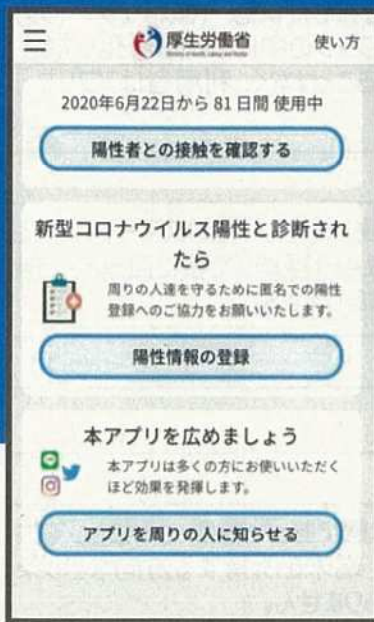 厚生労働省
使い方
2020年6月22日から 81 日間 使用中
陽性者との接触を確認する
新型コロナウイルス陽性と診断され
たら
周りの人達を守るために匿名での陽性
登録へのご協力をお願いいたします。
陽性情報の登録
本アプリを広めましょう
本アプリは多くの方にお使いいただく
ほど効果を発揮します。
アプリを周りの人に知らせる